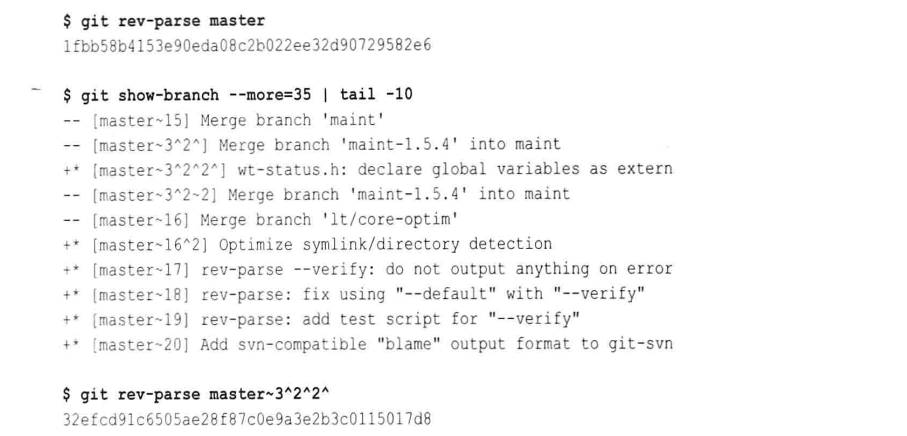 $ git rev-parse master
1fbb58b4153e90eda08c2b022ee32d90729582e6
$ git show-branch --more=35 | tail -10
-- [master~15] Merge branch 'maint'
-- [master~3^2^] Merge branch 'maint-1.5.4' into maint
+* [master~3^2^2^] wt-status.h: declare global variables as extern
-- [master~3^2~2] Merge branch 'maint-1.5.4' into maint
-- [master~16] Merge branch 'lt/core-optim'
+* [master~16^2] Optimize symlink/directory detection
+* [master~17] rev-parse --verify: do not output anything on error
+* [master~18] rev-parse: fix using "--default" with "--verify"
+* [master~19] rev-parse: add test script for "--verify"
+* [master~20] Add svn-compatible "blame" output format to git-svn
$ git rev-parse master~3^2^2^
32efcd91c6505ae28f87c0e9a3e2b3c0115017d8